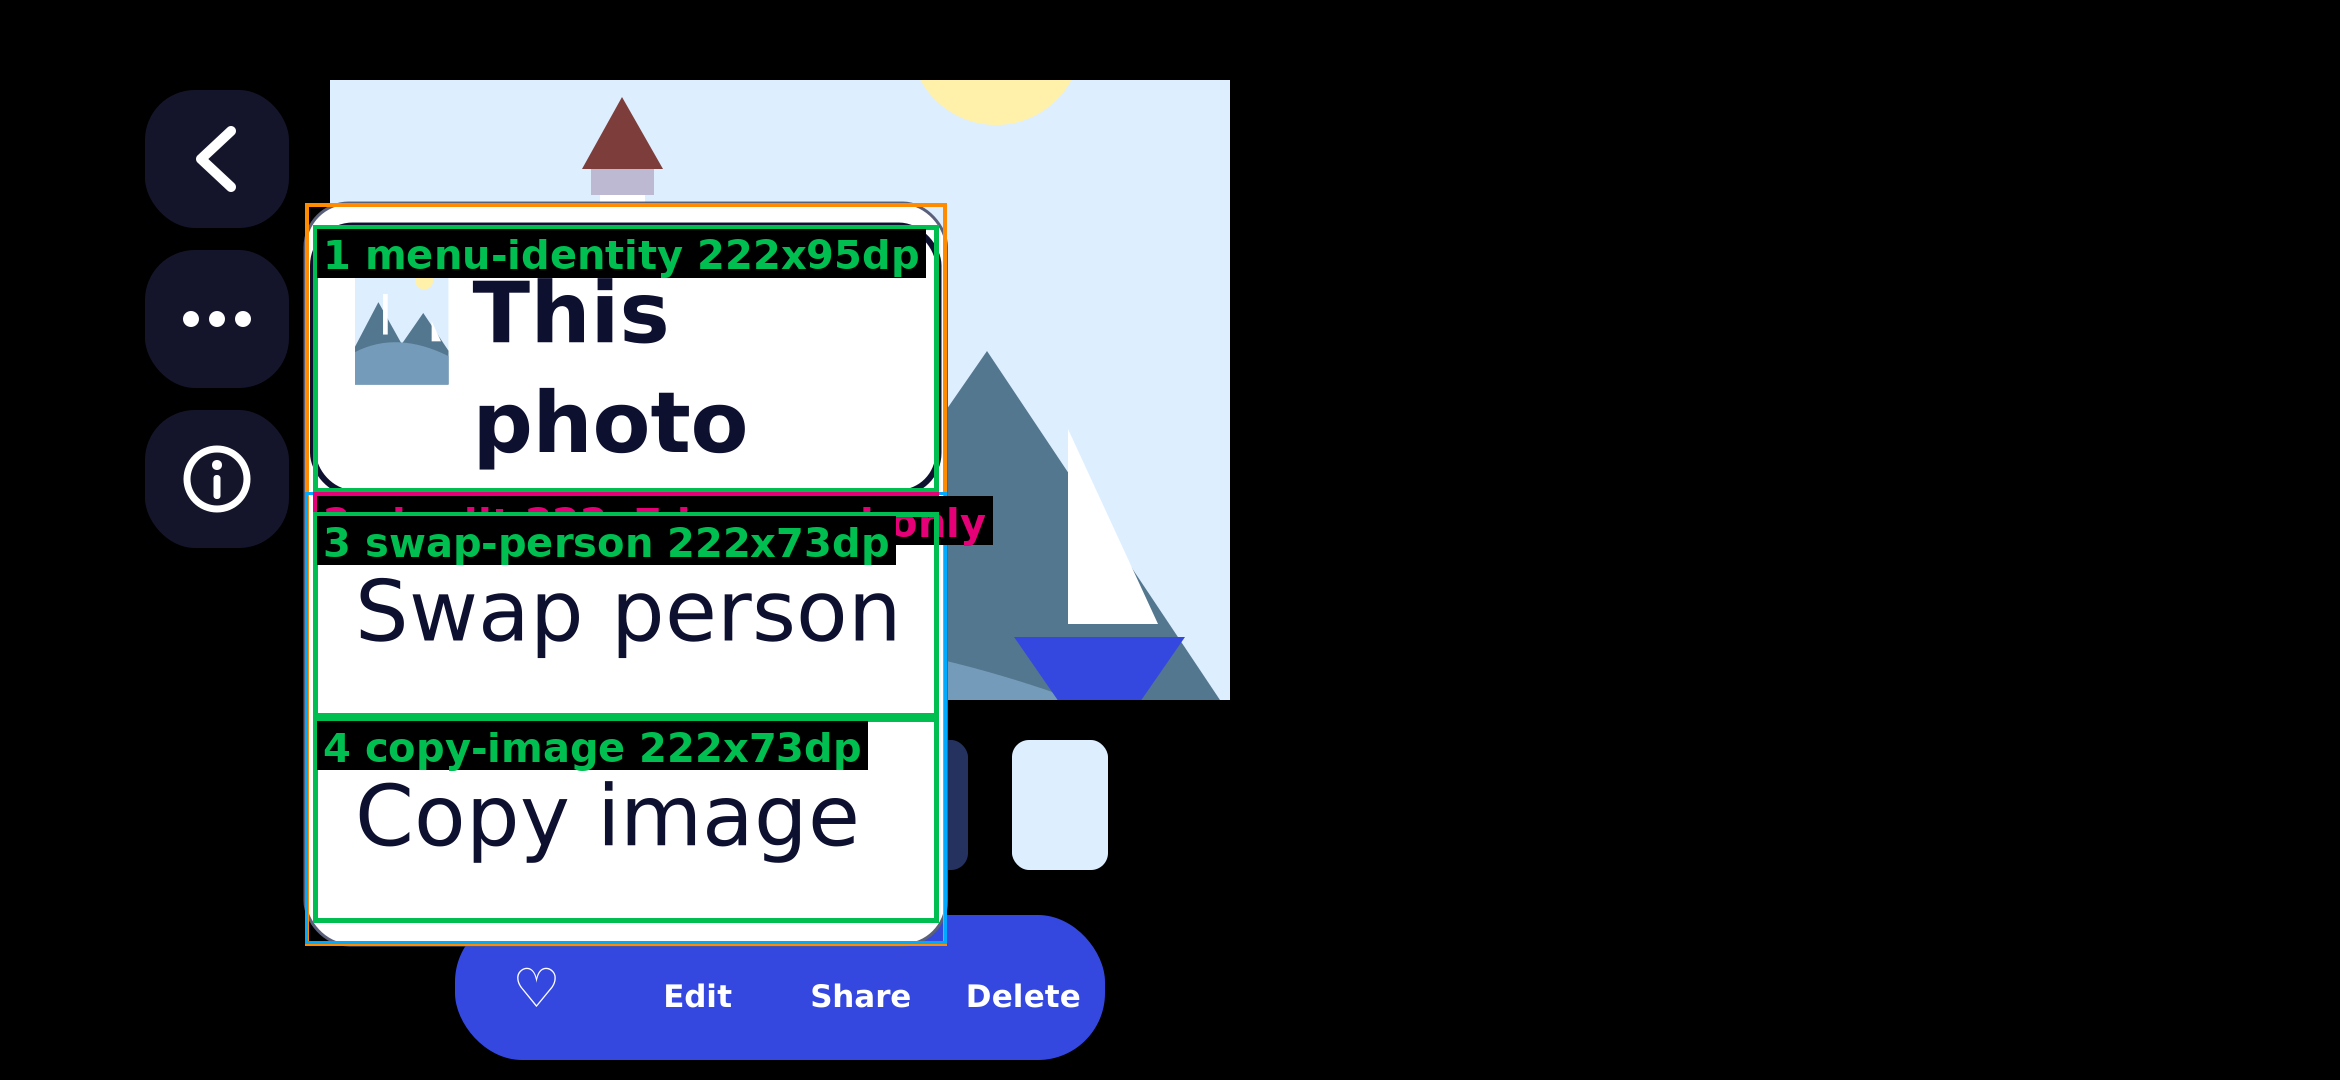 1 menu-identity 222x95dp
This
photo
only
3 swap-person 222x73dp
Swap person
4 copy-image 222x73dp
Copy image
♡ Edit Share Delete